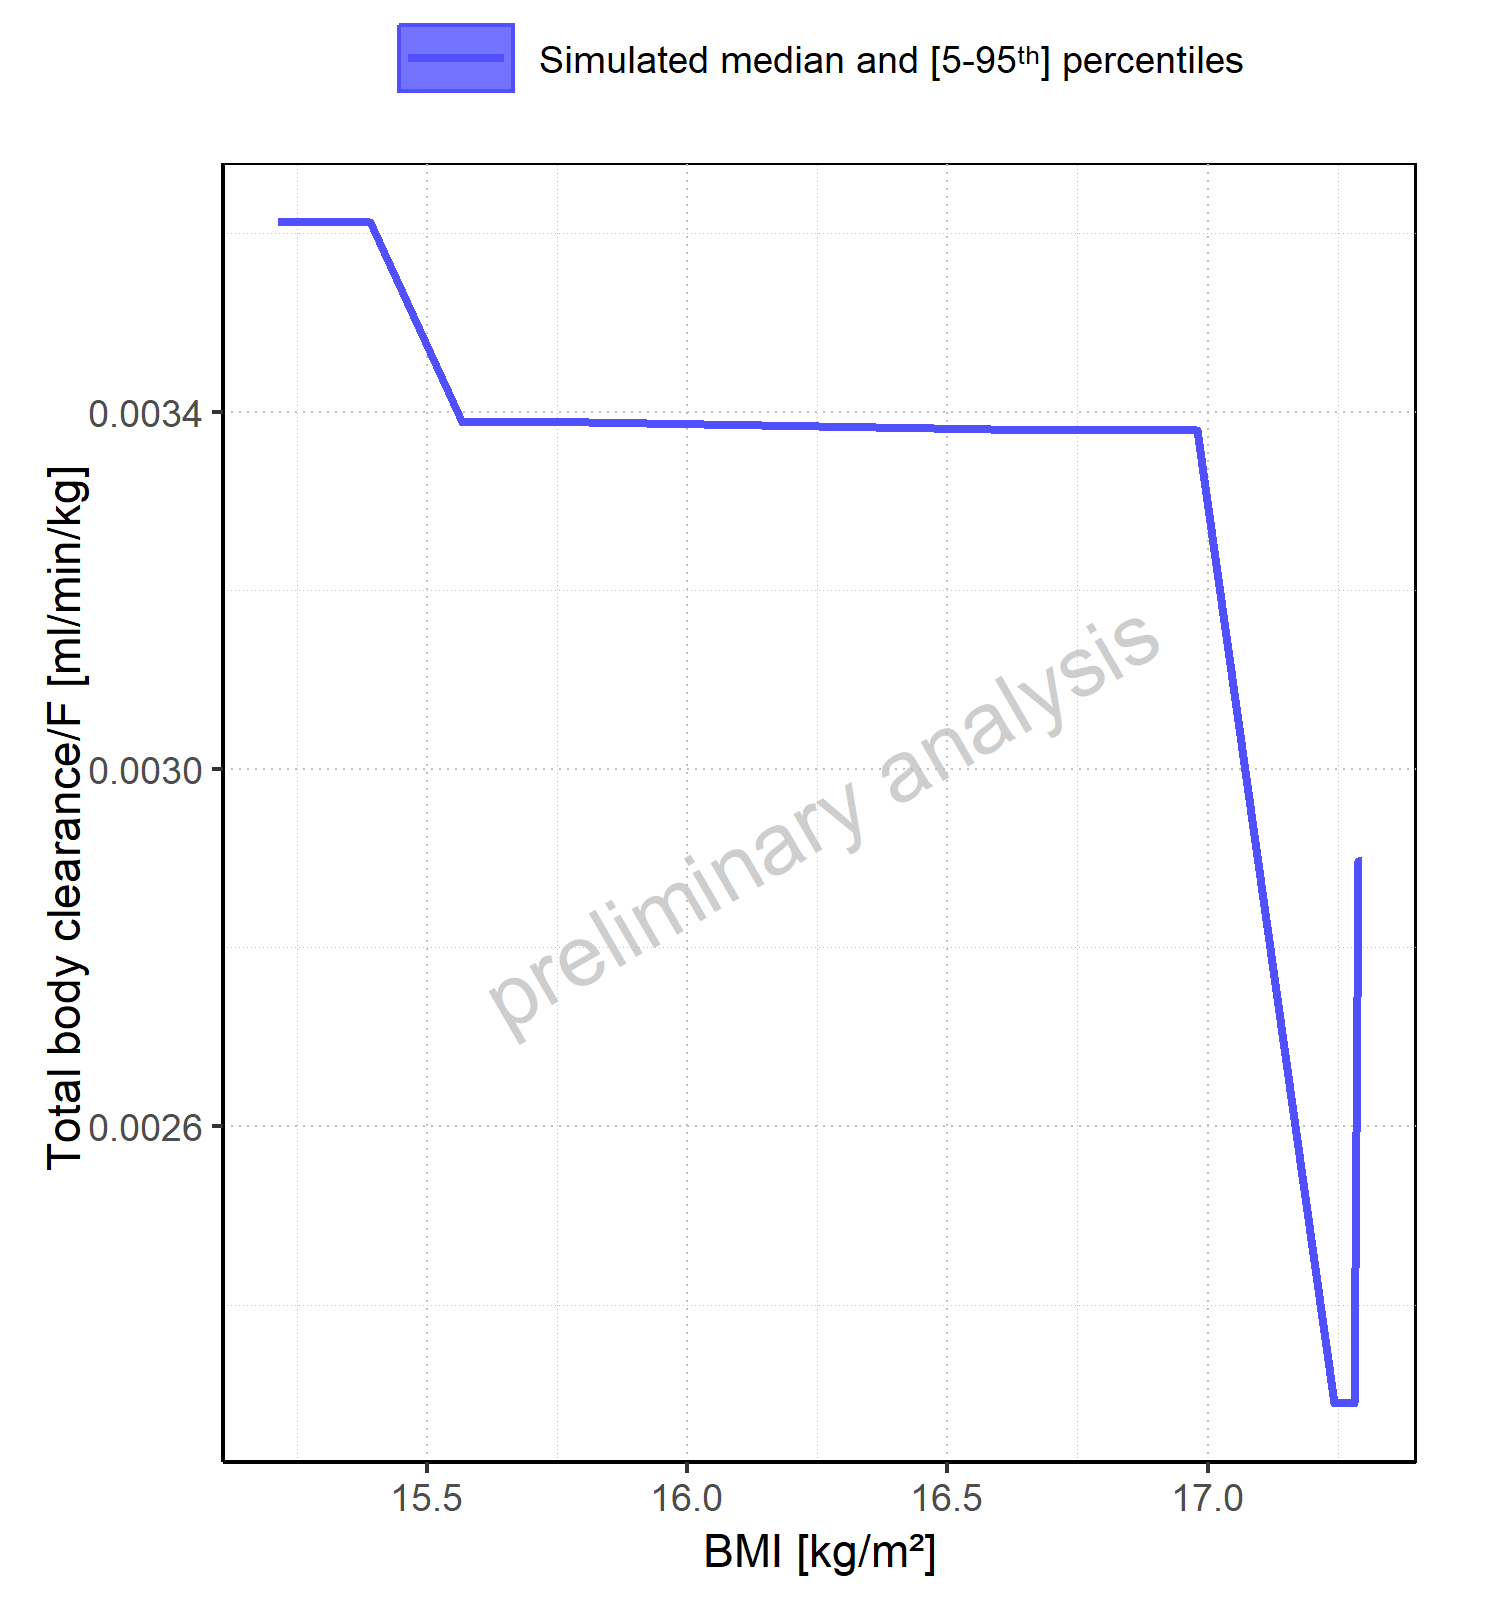 Simulated median and [5-95ᵗʰ] percentiles
Total body clearance/F [ml/min/kg]
0.0034
0.0030
0.0026
preliminary analysis
15.5
16.0
16.5
17.0
BMI [kg/m²]